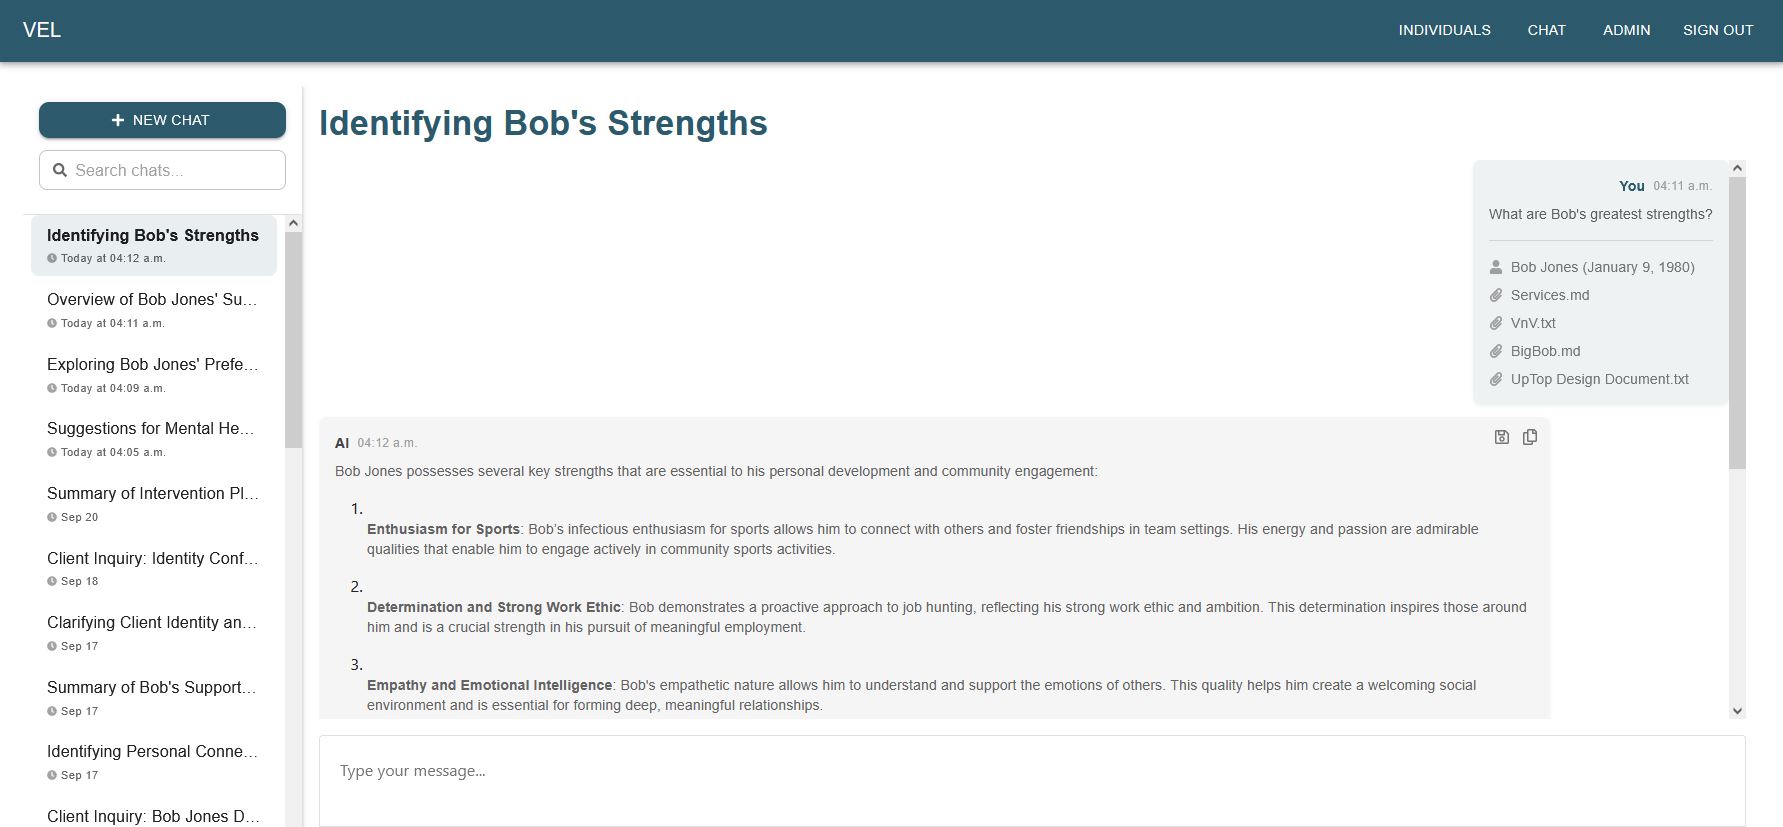 VEL
INDIVIDUALS CHAT ADMIN SIGN OUT
NEW CHAT
Search chats...
Identifying Bob's Strengths
Today at 04:12 a.m.
Overview of Bob Jones' Su...
Today at 04:11 a.m.
Exploring Bob Jones' Prefe...
Today at 04:09 a.m.
Suggestions for Mental He...
Today at 04:05 a.m.
Summary of Intervention Pl...
Sep 20
Client Inquiry: Identity Conf...
Sep 18
Clarifying Client Identity an...
Sep 17
Summary of Bob's Support...
Sep 17
Identifying Personal Conne...
Sep 17
Client Inquiry: Bob Jones D...
Identifying Bob's Strengths
You 04:11 a.m.
What are Bob's greatest strengths?
Bob Jones (January 9, 1980)
Services.md
VnV.txt
BigBob.md
UpTop Design Document.txt
AI 04:12 a.m.
Bob Jones possesses several key strengths that are essential to his personal development and community engagement:
1.
Enthusiasm for Sports: Bob's infectious enthusiasm for sports allows him to connect with others and foster friendships in team settings. His energy and passion are admirable
qualities that enable him to engage actively in community sports activities.
2.
Determination and Strong Work Ethic: Bob demonstrates a proactive approach to job hunting, reflecting his strong work ethic and ambition. This determination inspires those around
him and is a crucial strength in his pursuit of meaningful employment.
3.
Empathy and Emotional Intelligence: Bob's empathetic nature allows him to understand and support the emotions of others. This quality helps him create a welcoming social
environment and is essential for forming deep, meaningful relationships.
Type your message...